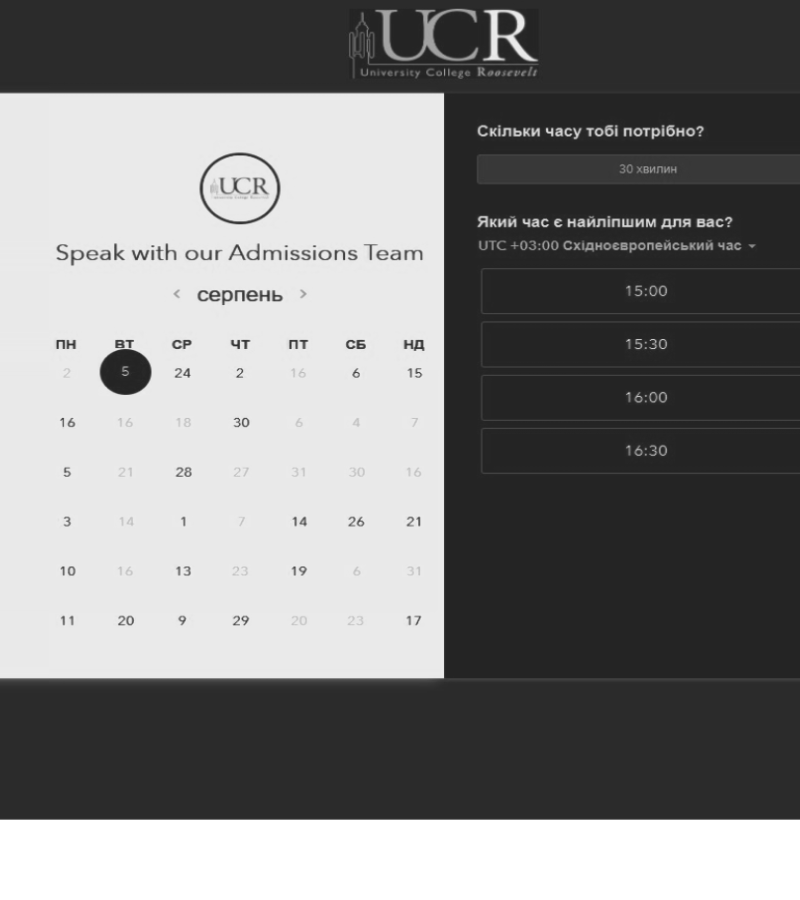 UCR
University College Roosevelt
UCR
Speak with our Admissions Team
< серпень >
ПН ВТ СР ЧТ ПТ СБ НД
2 5 24 2 16 6 15
16 16 18 30 6 4 7
5 21 28 27 31 30 16
3 14 1 7 14 26 21
10 16 13 23 19 6 31
11 20 9 29 20 23 17
Скільки часу тобі потрібно?
30 хвилин
Який час є найліпшим для вас?
UTC +03:00 Східноєвропейський час
15:00
15:30
16:00
16:30